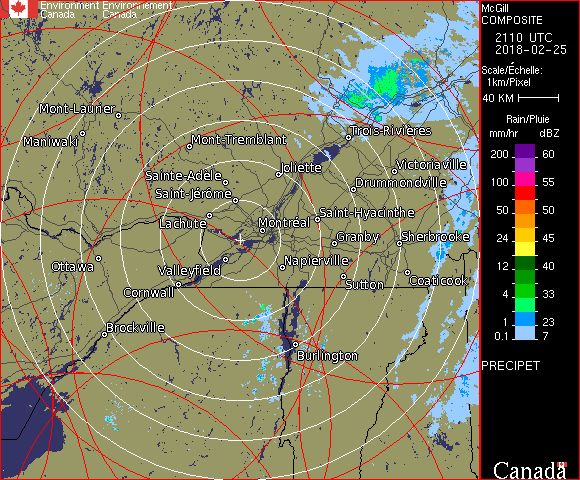 Environment Environnement
Canada Canada
McGill
COMPOSITE
2110 UTC
2018-02-25
Scale/Échelle:
1km/Pixel
40 KM
Rain/Pluie
mm/hr dBZ
200 60
150 57
100 55
50 50
24 45
12 40
4 33
1 23
0.1 7
PRECIPET
Canada
Mont-Laurier
Maniwaki
Mont-Tremblant
Trois-Rivières
Sainte-Adèle
Joliette
Victoriaville
Saint-Jérôme
Drummondville
Lachute
Montréal
Saint-Hyacinthe
Granby
Sherbrooke
Ottawa
Valleyfield
Napierville
Cornwall
Sutton
Coaticook
Brockville
Burlington